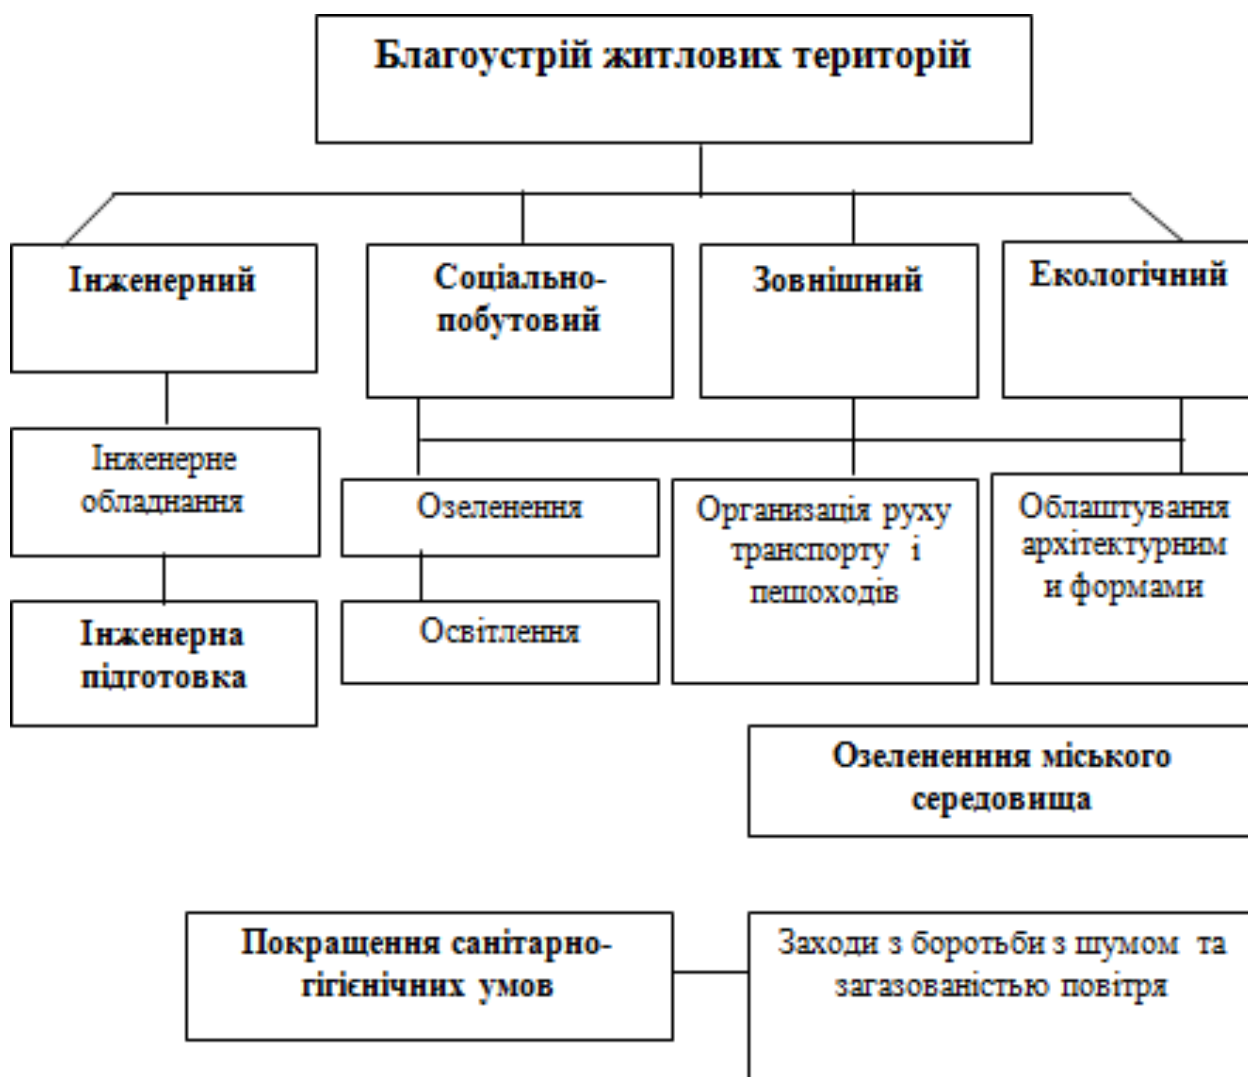 Благоустрій житлових територій
Інженерний
Соціально-
побутовий
Зовнішний
Екологічний
Інженерне
обладнання
Озеленення
Организація руху
транспорту і
пешоходів
Облаштування
архітектурним
и формами
Інженерна
підготовка
Освітлення
Озелененння міського
середовища
Покращення санітарно-
гігієнічних умов
Заходи з боротьби з шумом та
загазованістью повітря